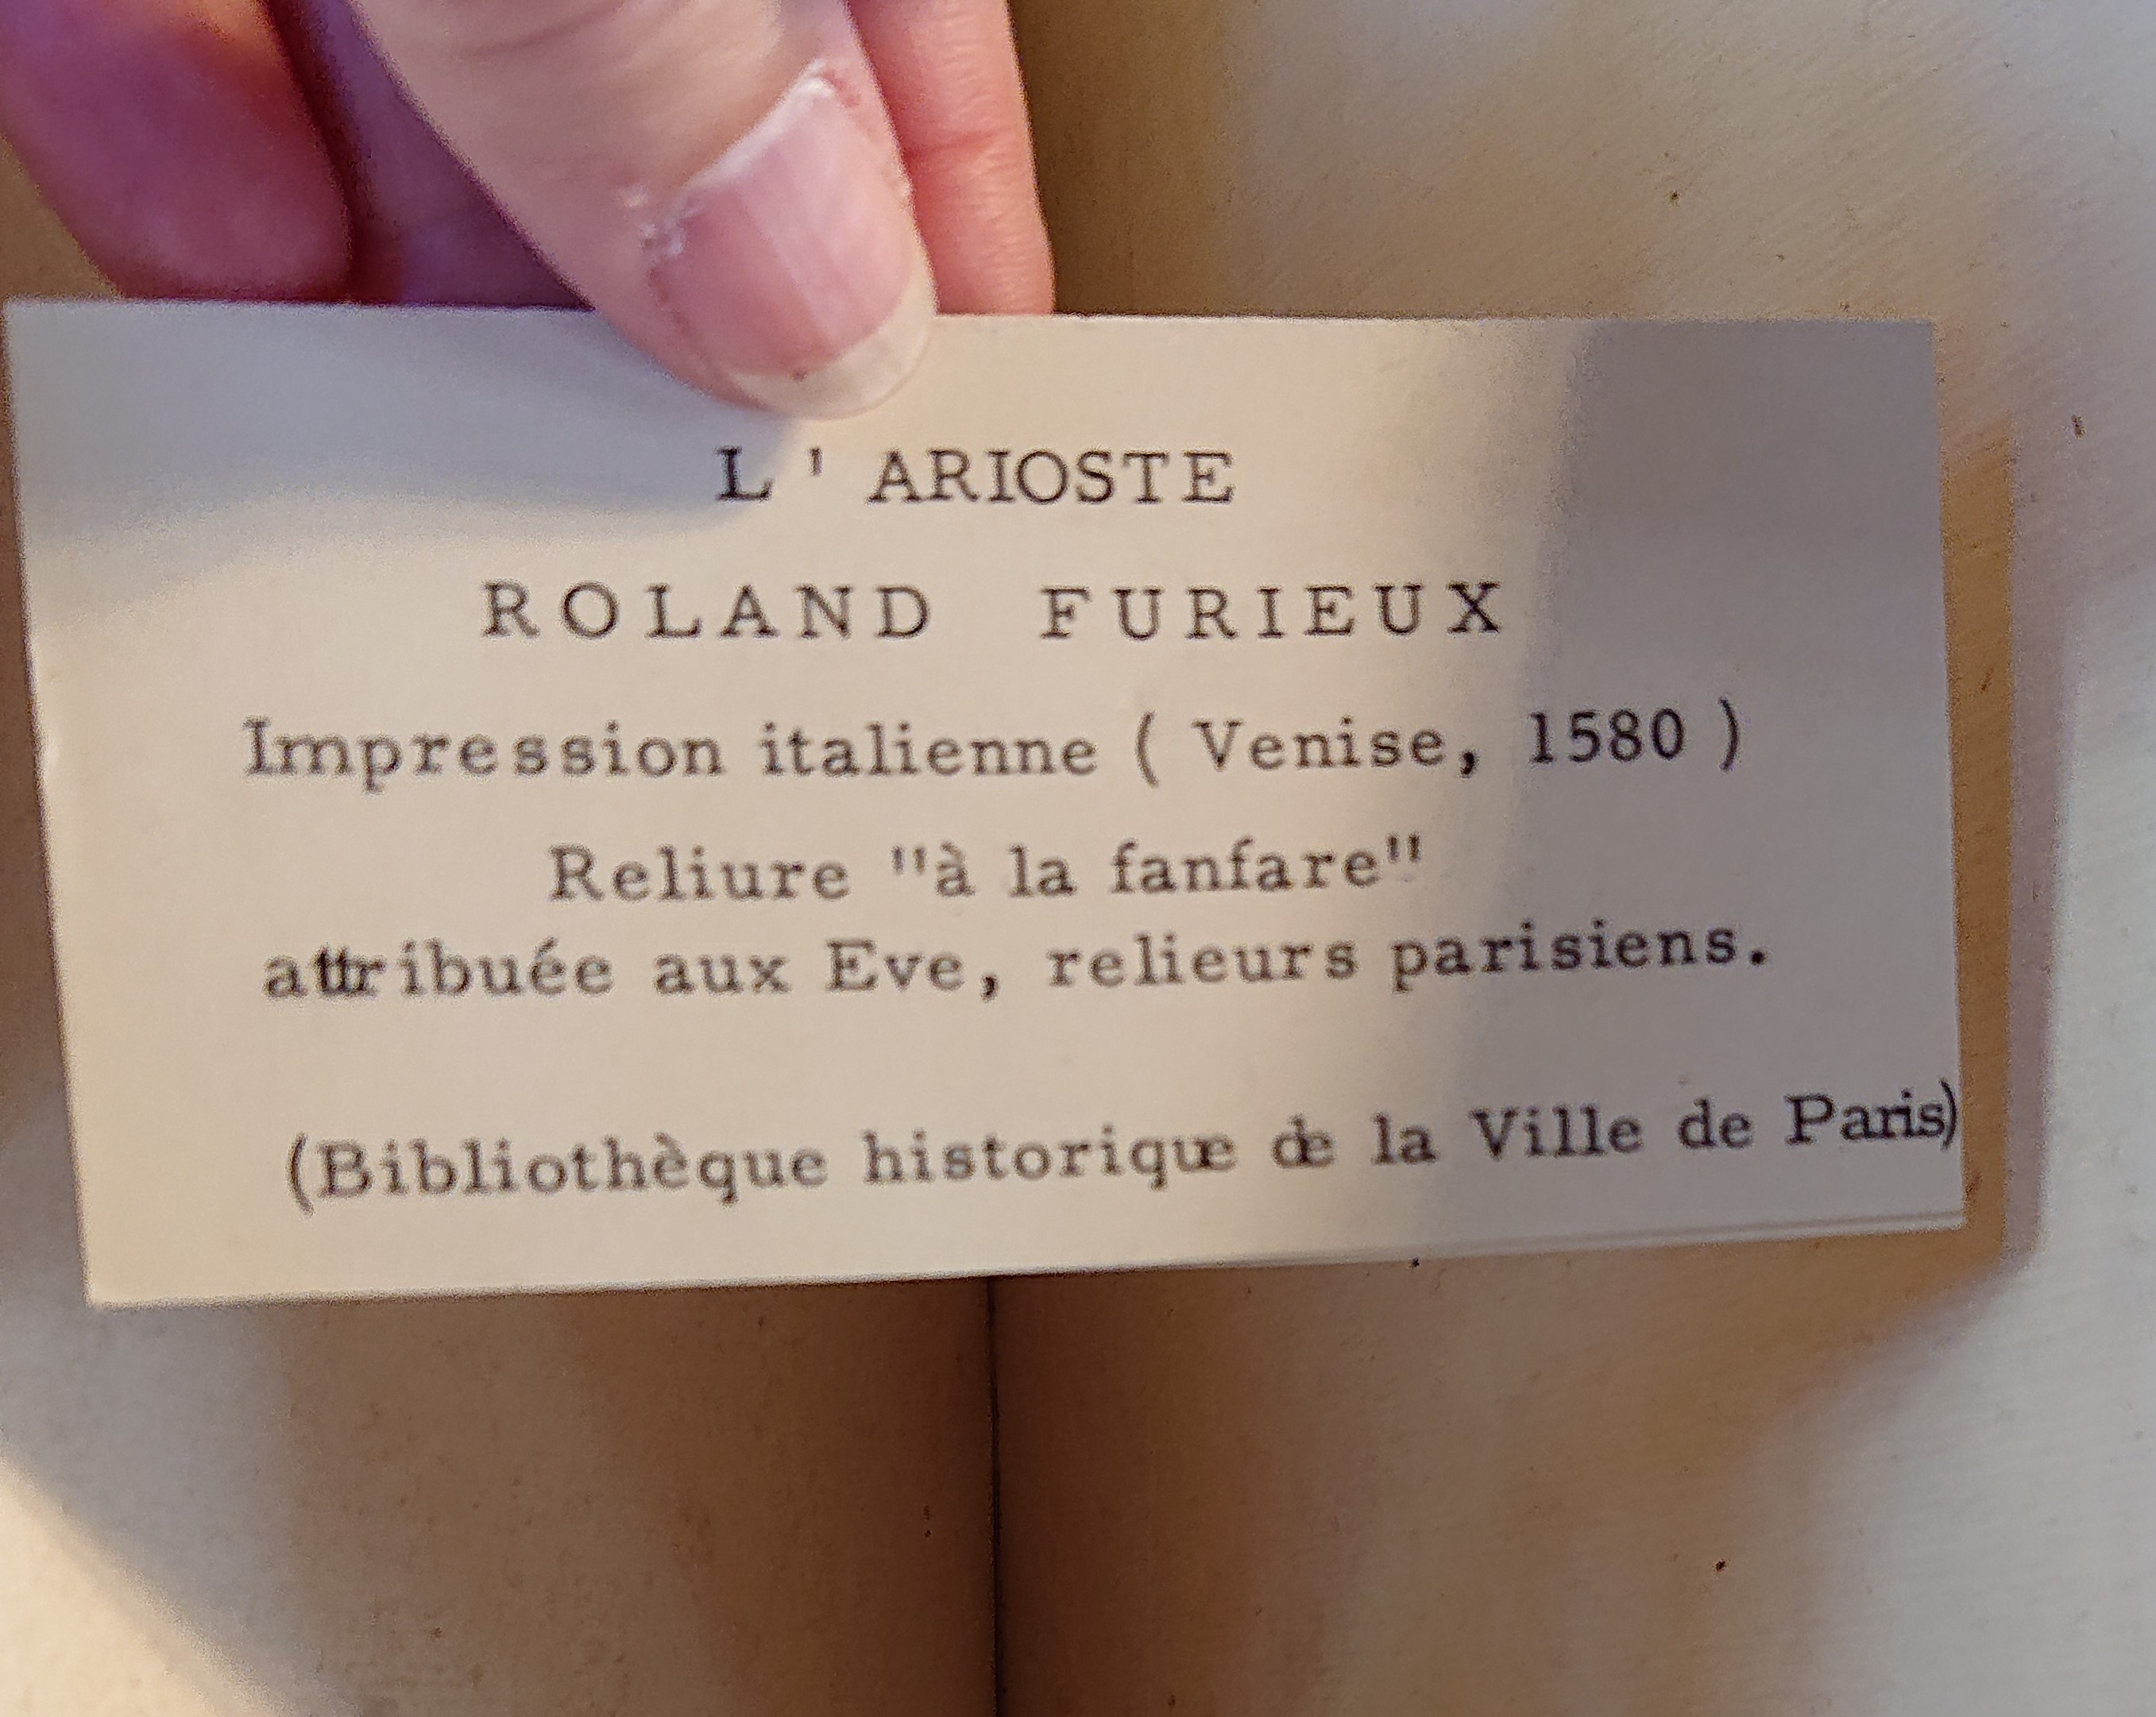 L' ARIOSTE
ROLAND FURIEUX
Impression italienne ( Venise, 1580 )
Reliure "à la fanfare"
attribuée aux Eve, relieurs parisiens.
(Bibliothèque historique de la Ville de Paris)